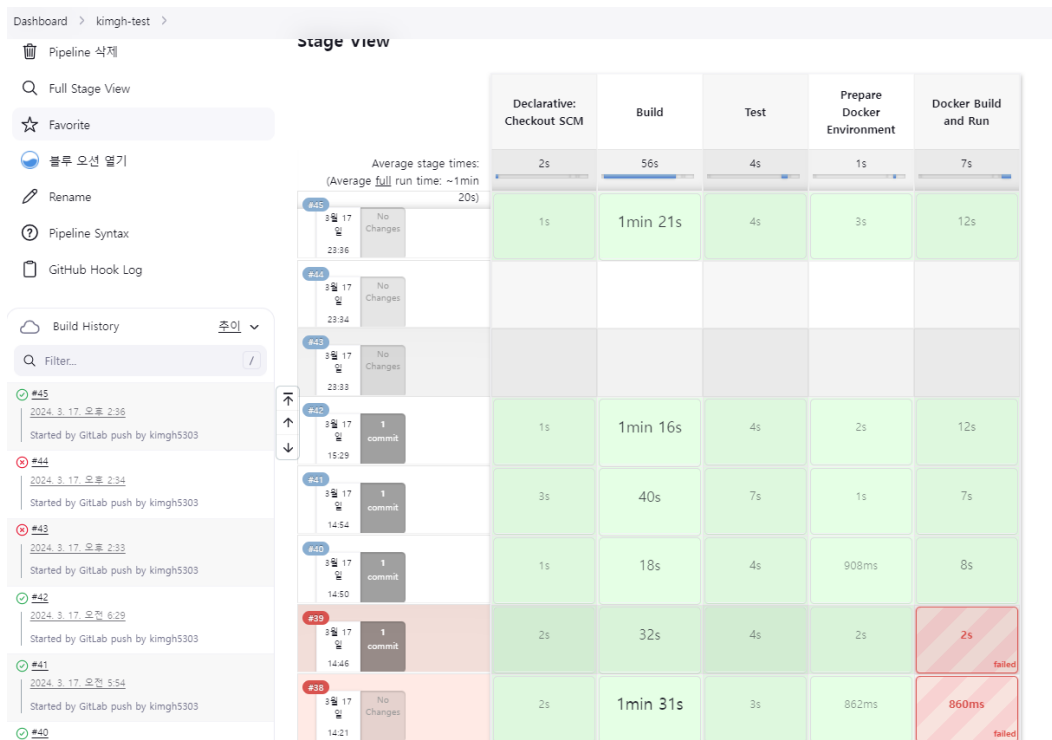 Dashboard > kimgh-test >
Pipeline 삭제
Full Stage View
Favorite
블루 오션 열기
Rename
Pipeline Syntax
GitHub Hook Log
Build History 추이
Filter... /
#45
2024. 3. 17. 오후 2:36
Started by GitLab push by kimgh5303
#44
2024. 3. 17. 오후 2:34
Started by GitLab push by kimgh5303
#43
2024. 3. 17. 오후 2:33
Started by GitLab push by kimgh5303
#42
2024. 3. 17. 오전 6:29
Started by GitLab push by kimgh5303
#41
2024. 3. 17. 오전 5:54
Started by GitLab push by kimgh5303
#40
Stage View
Declarative:
Checkout SCM
Build
Test
Prepare
Docker
Environment
Docker Build
and Run
Average stage times:
(Average full run time: ~1min
20s)
2s 56s 4s 1s 7s
#45
3월 17
일
23:36
No
Changes
1s 1min 21s 4s 3s 12s
#44
3월 17
일
23:34
No
Changes
#43
3월 17
일
23:33
No
Changes
#42
3월 17
일
15:29
1
commit
1s 1min 16s 4s 2s 12s
#41
3월 17
일
14:54
1
commit
3s 40s 7s 1s 7s
#40
3월 17
일
14:50
1
commit
1s 18s 4s 908ms 8s
#39
3월 17
일
14:46
1
commit
2s 32s 4s 2s 2s
failed
#38
3월 17
일
14:21
No
Changes
2s 1min 31s 3s 862ms 860ms
failed